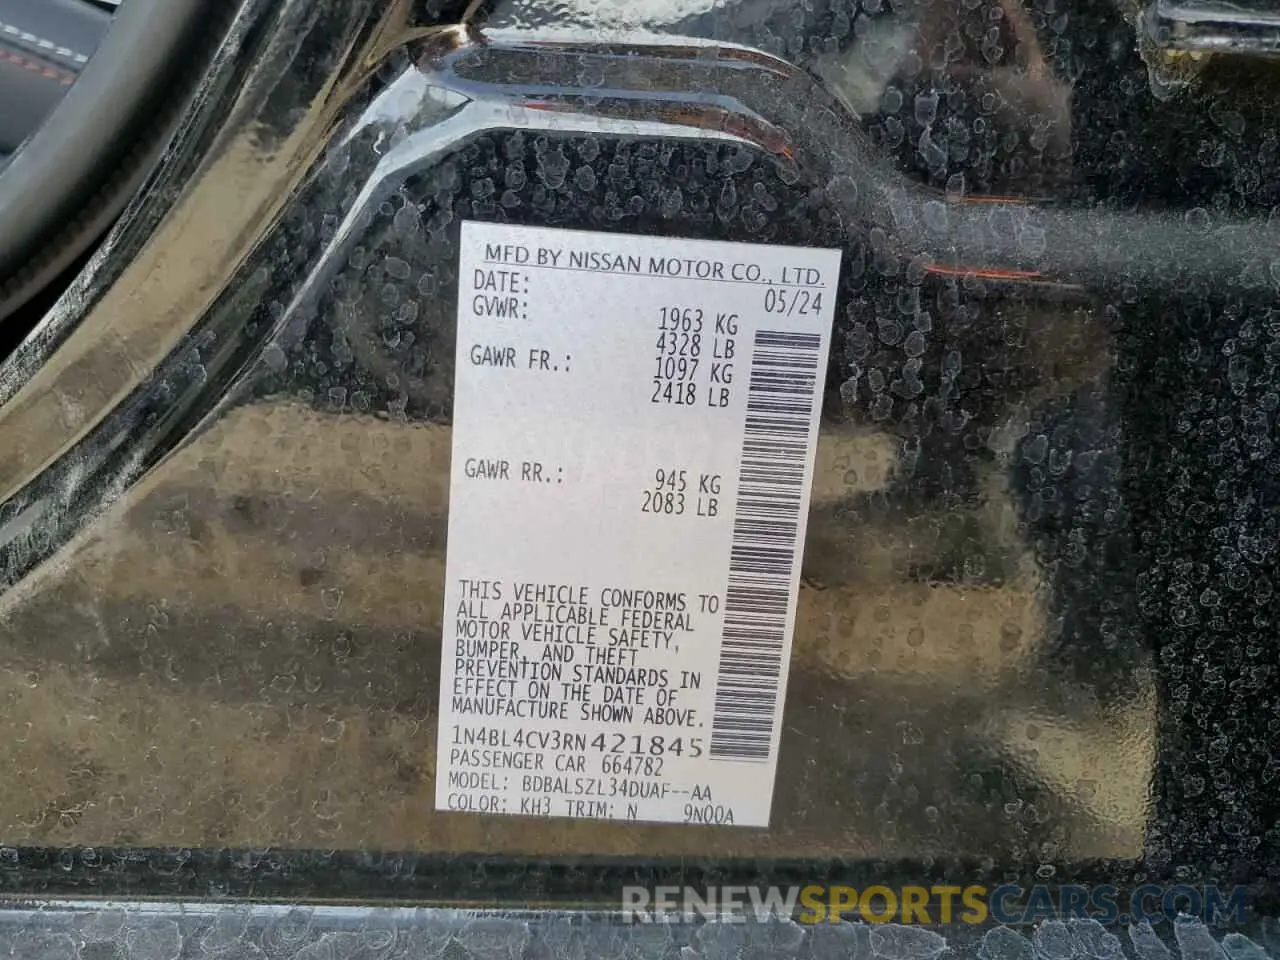 MFD BY NISSAN MOTOR CO., LTD.
DATE: 05/24
GVWR: 1963 KG
4328 LB
GAWR FR.: 1097 KG
2418 LB
GAWR RR.: 945 KG
2083 LB
THIS VEHICLE CONFORMS TO
ALL APPLICABLE FEDERAL
MOTOR VEHICLE SAFETY,
BUMPER, AND THEFT
PREVENTION STANDARDS IN
EFFECT ON THE DATE OF
MANUFACTURE SHOWN ABOVE.
1N4BL4CV3RN421845
PASSENGER CAR 664782
MODEL: BDBALSZL34DUAF--AA
COLOR: KH3 TRIM: N 9N00A
RENEWSPORTSCARS.COM